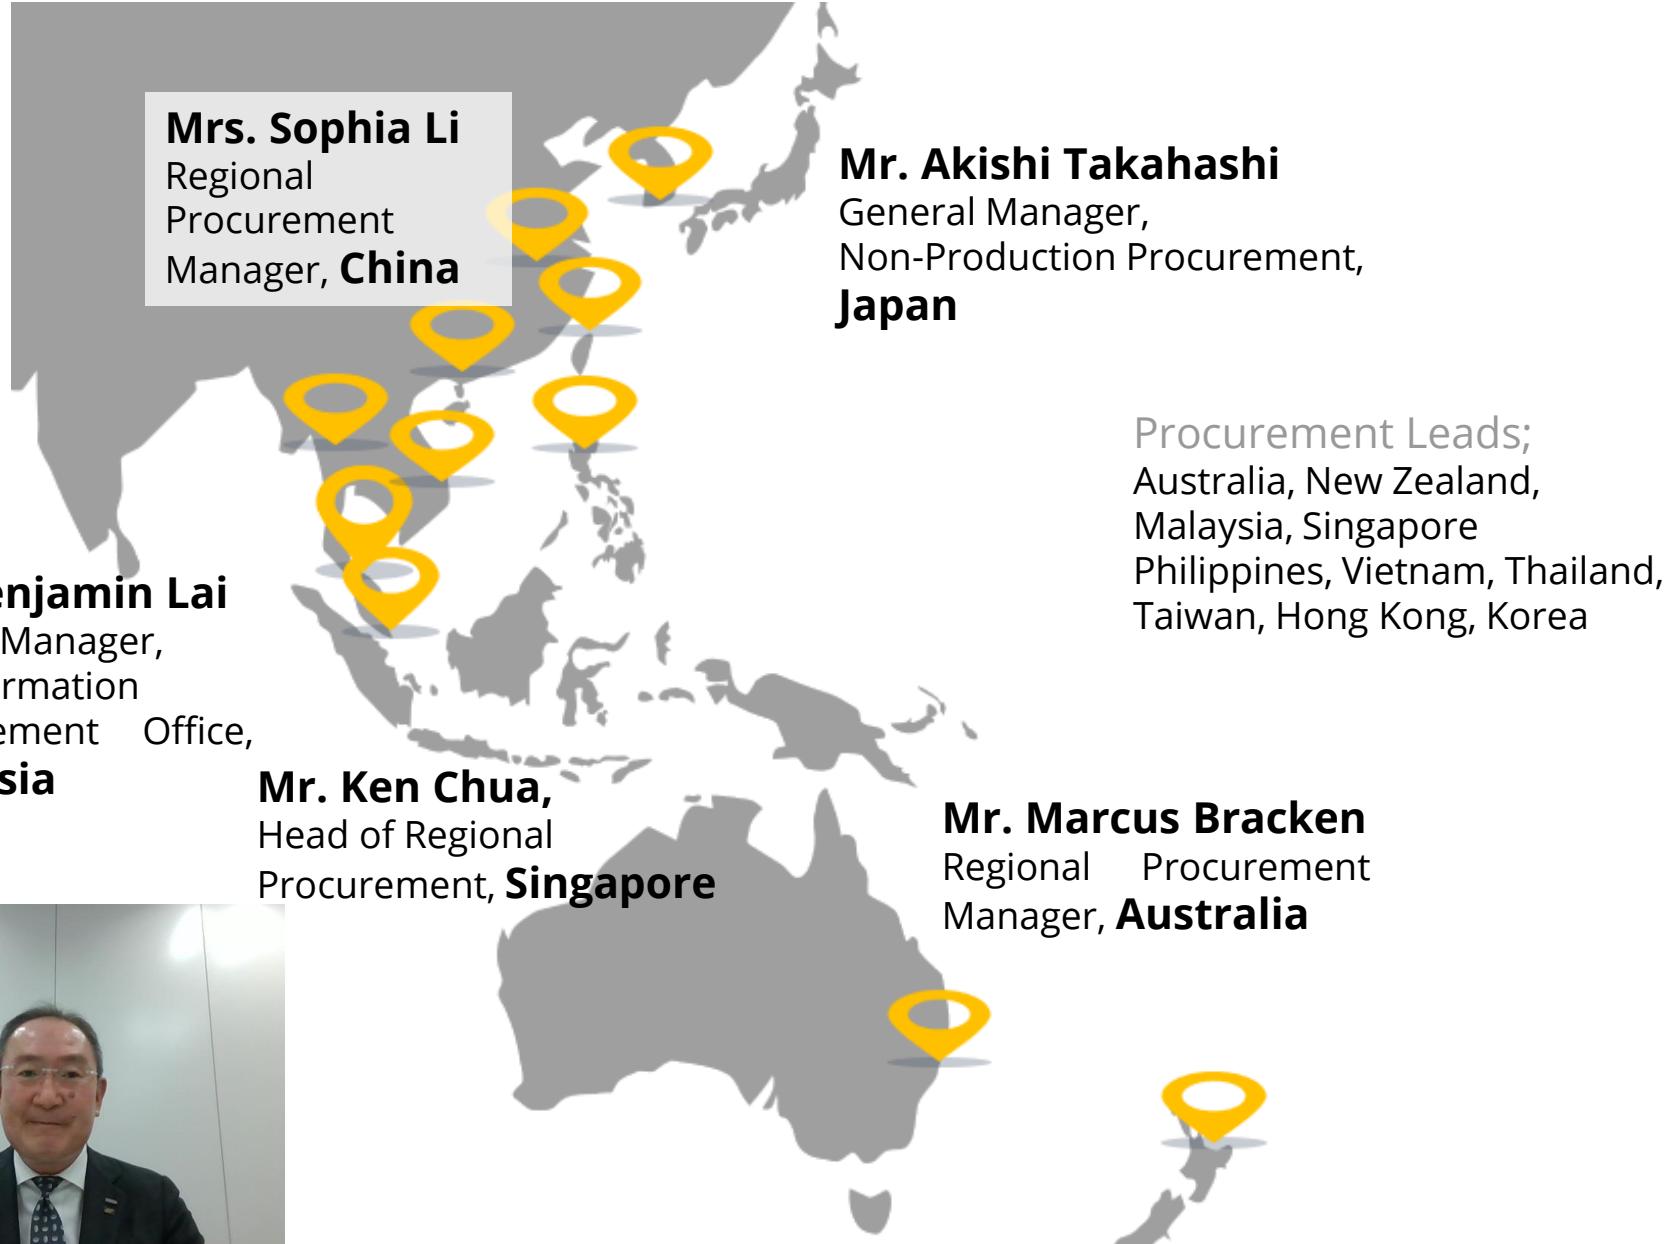 Mrs. Sophia Li
Regional
Procurement
Manager, China
Mr. Akishi Takahashi
General Manager,
Non-Production Procurement,
Japan
Procurement Leads;
Australia, New Zealand,
Malaysia, Singapore
Philippines, Vietnam, Thailand,
Taiwan, Hong Kong, Korea
enjamin Lai
Manager,
rmation
ement Office,
sia
Mr. Ken Chua,
Head of Regional
Procurement, Singapore
Mr. Marcus Bracken
Regional Procurement
Manager, Australia